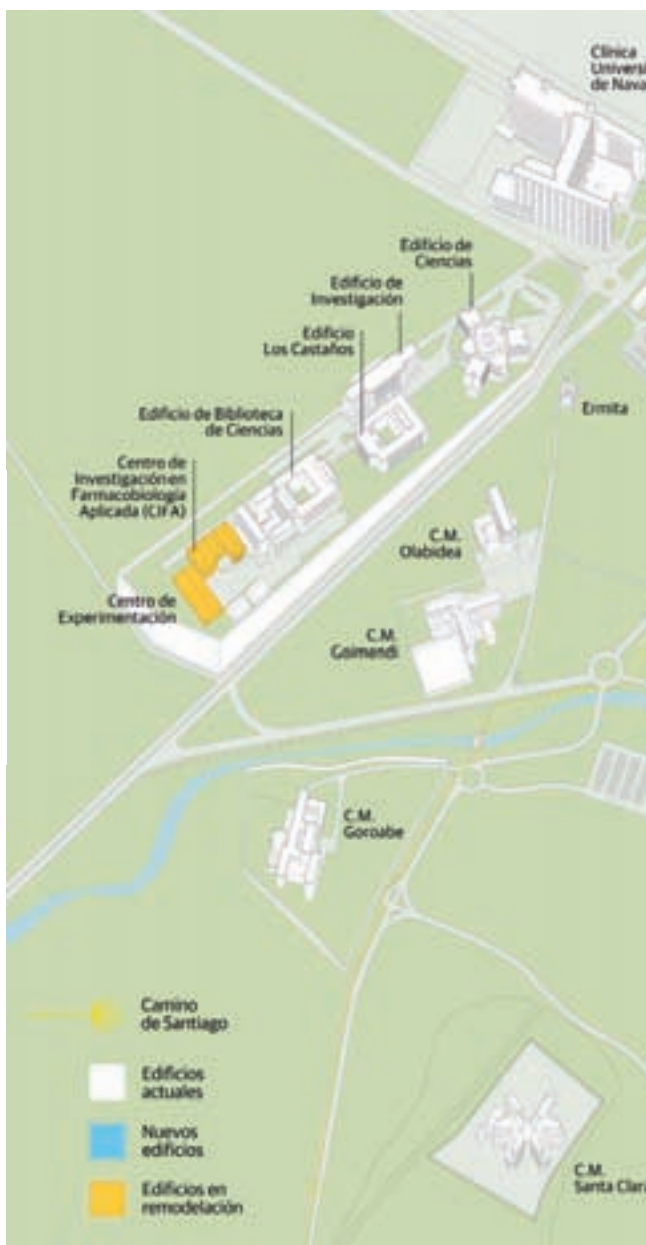 Clínica
Universi
de Nava
Edificio de
Ciencias
Edificio de
Investigación
Edificio
Los Castaños
Ermita
Edificio de Biblioteca
de Ciencias
Centro de
Investigación en
Farmacobiología
Aplicada (CIFA)
C.M.
Olabidea
Centro de
Experimentación
C.M.
Goimendi
C.M.
Goroabe
Camino
de Santiago
Edificios
actuales
Nuevos
edificios
Edificios en
remodelación
C.M.
Santa Clara